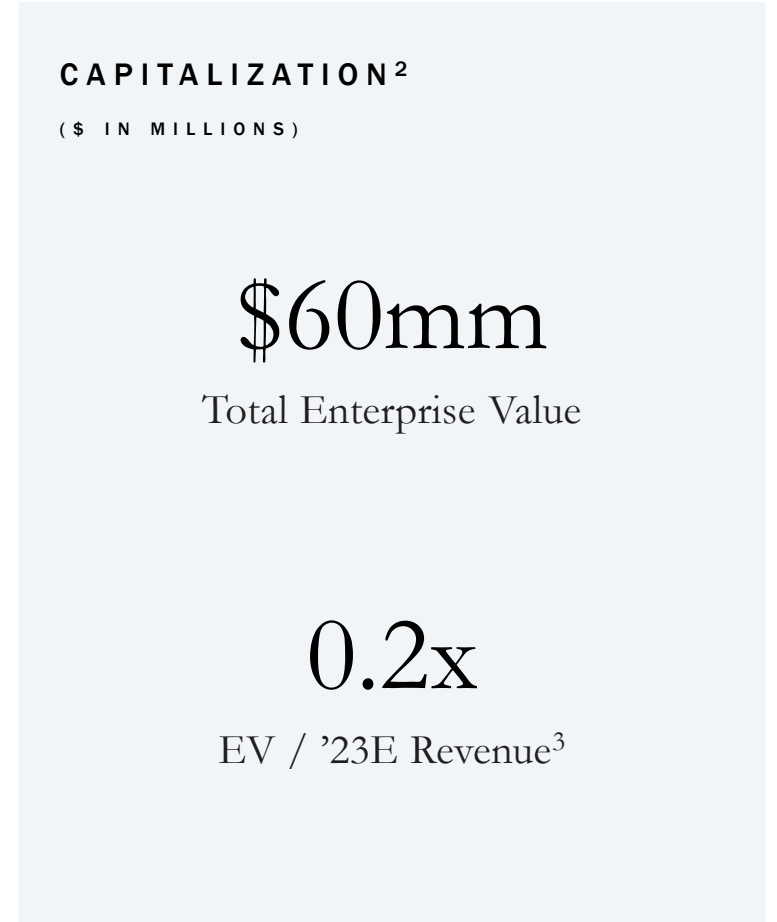 CAPITALIZATION²
($ IN MILLIONS)
$60mm
Total Enterprise Value
0.2x
EV / ’23E Revenue³